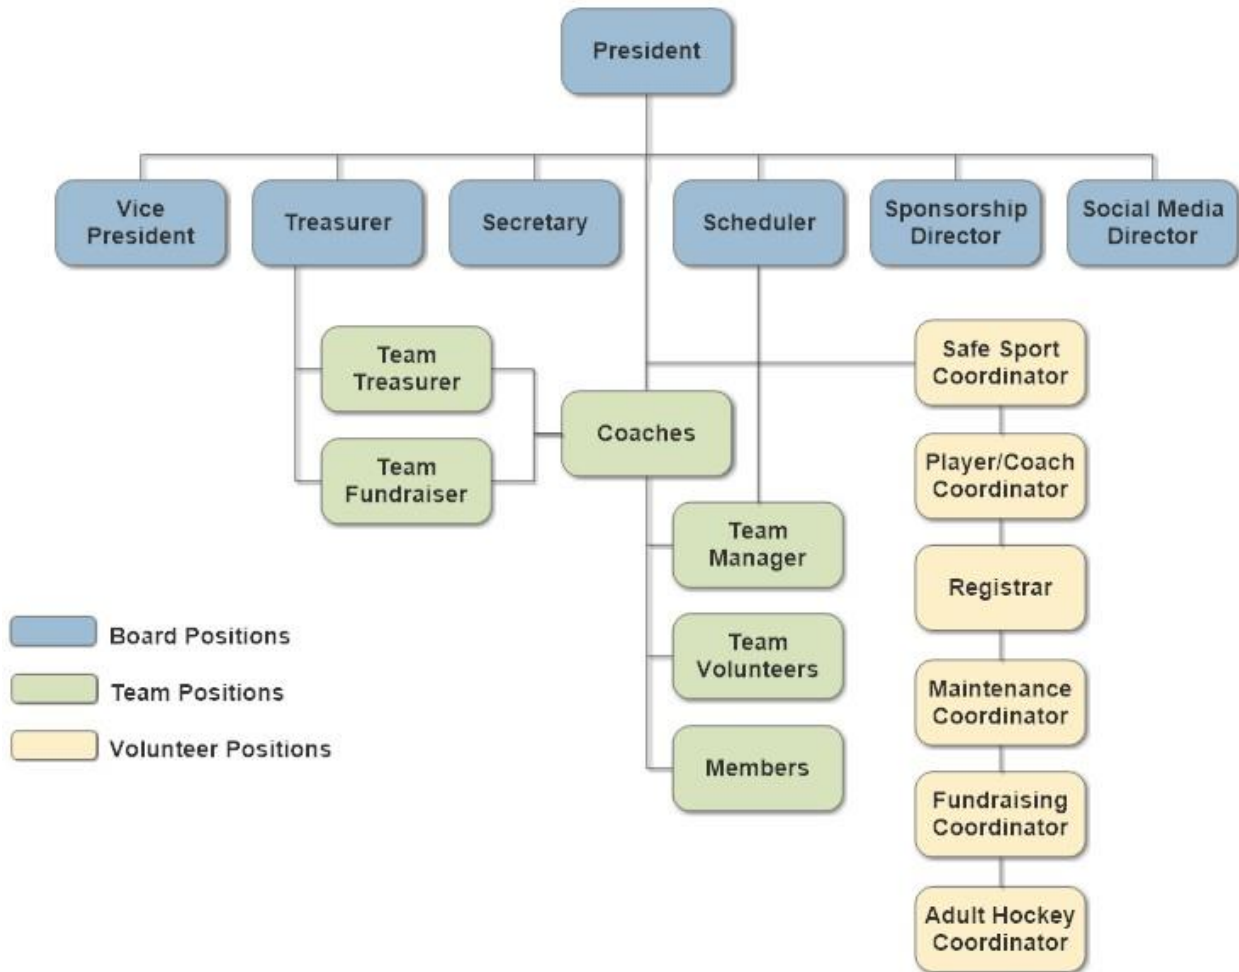 President
Vice
President
Treasurer
Secretary
Scheduler
Sponsorship
Director
Social Media
Director
Team
Treasurer
Team
Fundraiser
Coaches
Team
Manager
Team
Volunteers
Members
Safe Sport
Coordinator
Player/Coach
Coordinator
Registrar
Maintenance
Coordinator
Fundraising
Coordinator
Adult Hockey
Coordinator
Board Positions
Team Positions
Volunteer Positions